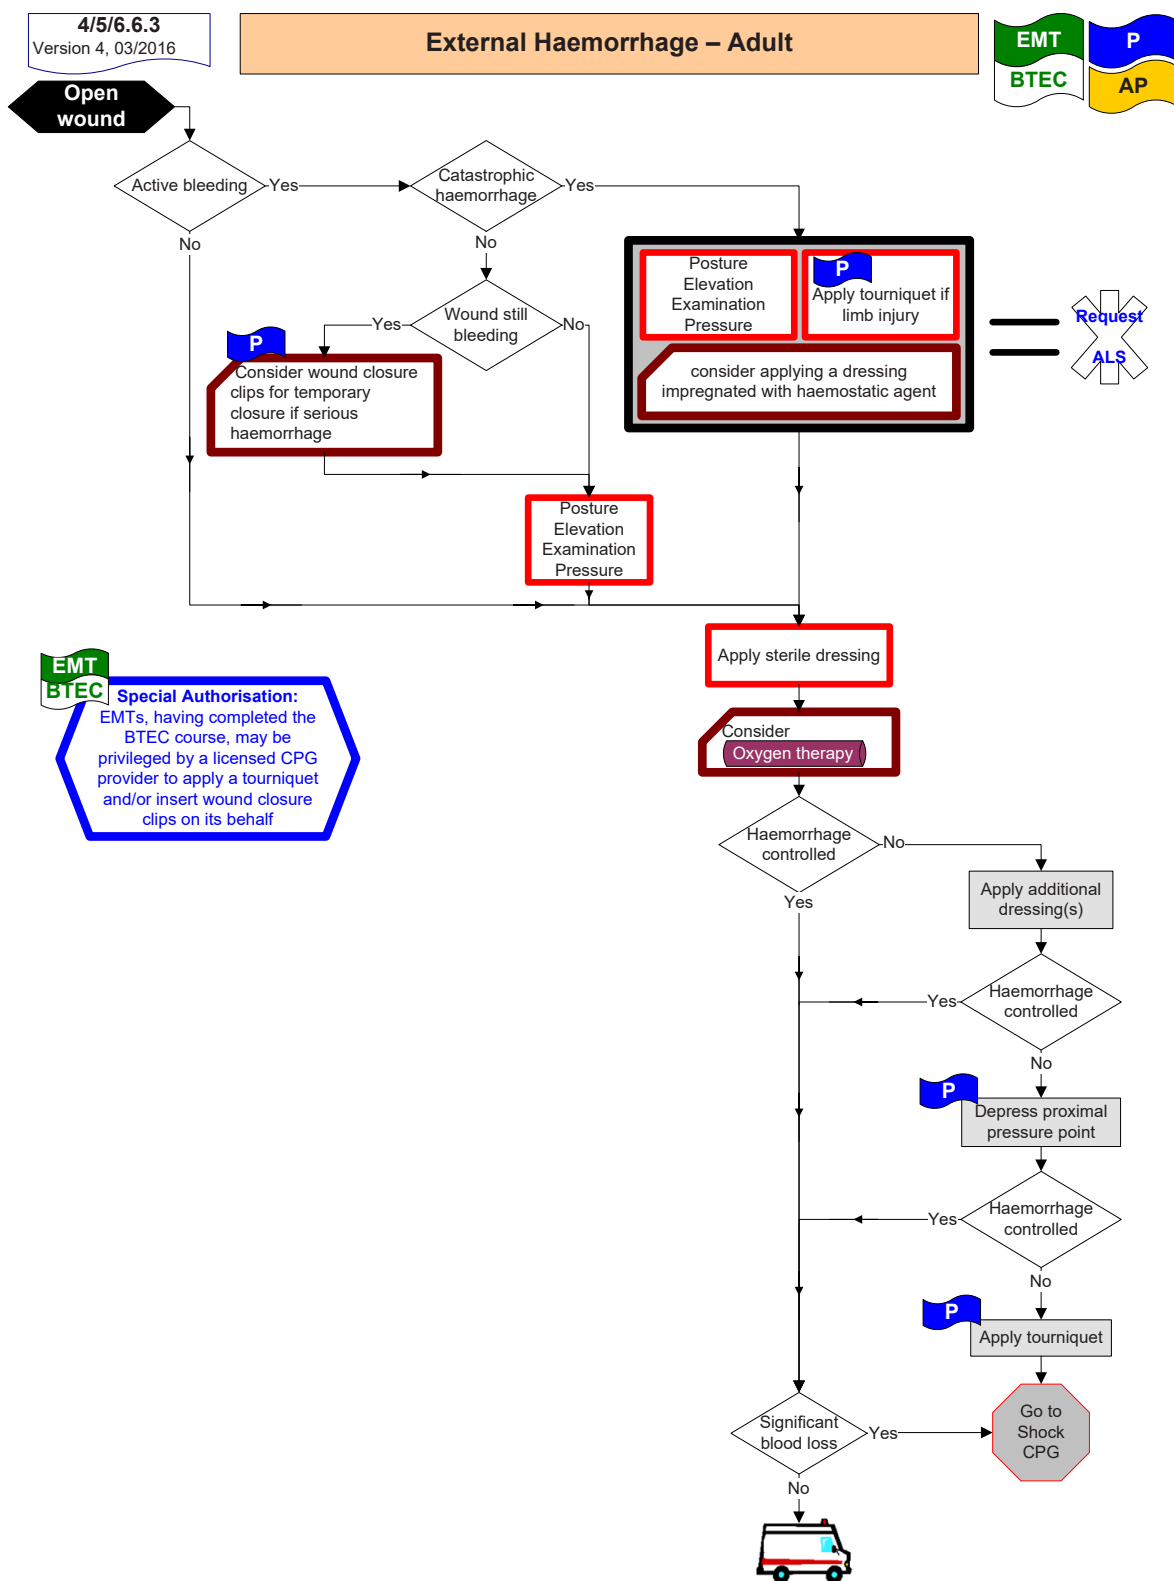 4/5/6.6.3
Version 4, 03/2016
External Haemorrhage – Adult
EMT
P
BTEC
AP
Open
wound
Active bleeding
Yes
Catastrophic
haemorrhage
Yes
No
No
Posture
Elevation
Examination
Pressure
P
Apply tourniquet if
limb injury
consider applying a dressing
impregnated with haemostatic agent
Request
ALS
Wound still
bleeding
Yes
No
P
Consider wound closure
clips for temporary
closure if serious
haemorrhage
Posture
Elevation
Examination
Pressure
Apply sterile dressing
EMT
BTEC
Special Authorisation:
EMTs, having completed the
BTEC course, may be
privileged by a licensed CPG
provider to apply a tourniquet
and/or insert wound closure
clips on its behalf
Consider
Oxygen therapy
Haemorrhage
controlled
No
Yes
Apply additional
dressing(s)
Haemorrhage
controlled
Yes
No
P
Depress proximal
pressure point
Haemorrhage
controlled
Yes
No
P
Apply tourniquet
Significant
blood loss
Yes
Go to
Shock
CPG
No